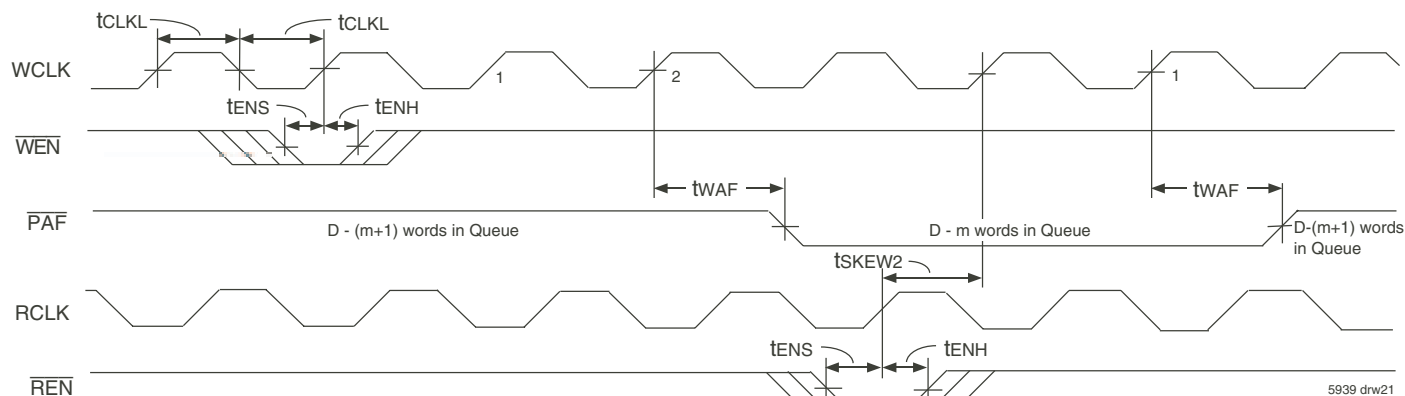 tCLKL tCLKL
WCLK 1 2 1
tENS tENH
WEN
tWAF tWAF
PAF
D - (m+1) words in Queue D - m words in Queue D-(m+1) words
in Queue
tSKEW2
RCLK
tENS tENH
REN
5939 drw21